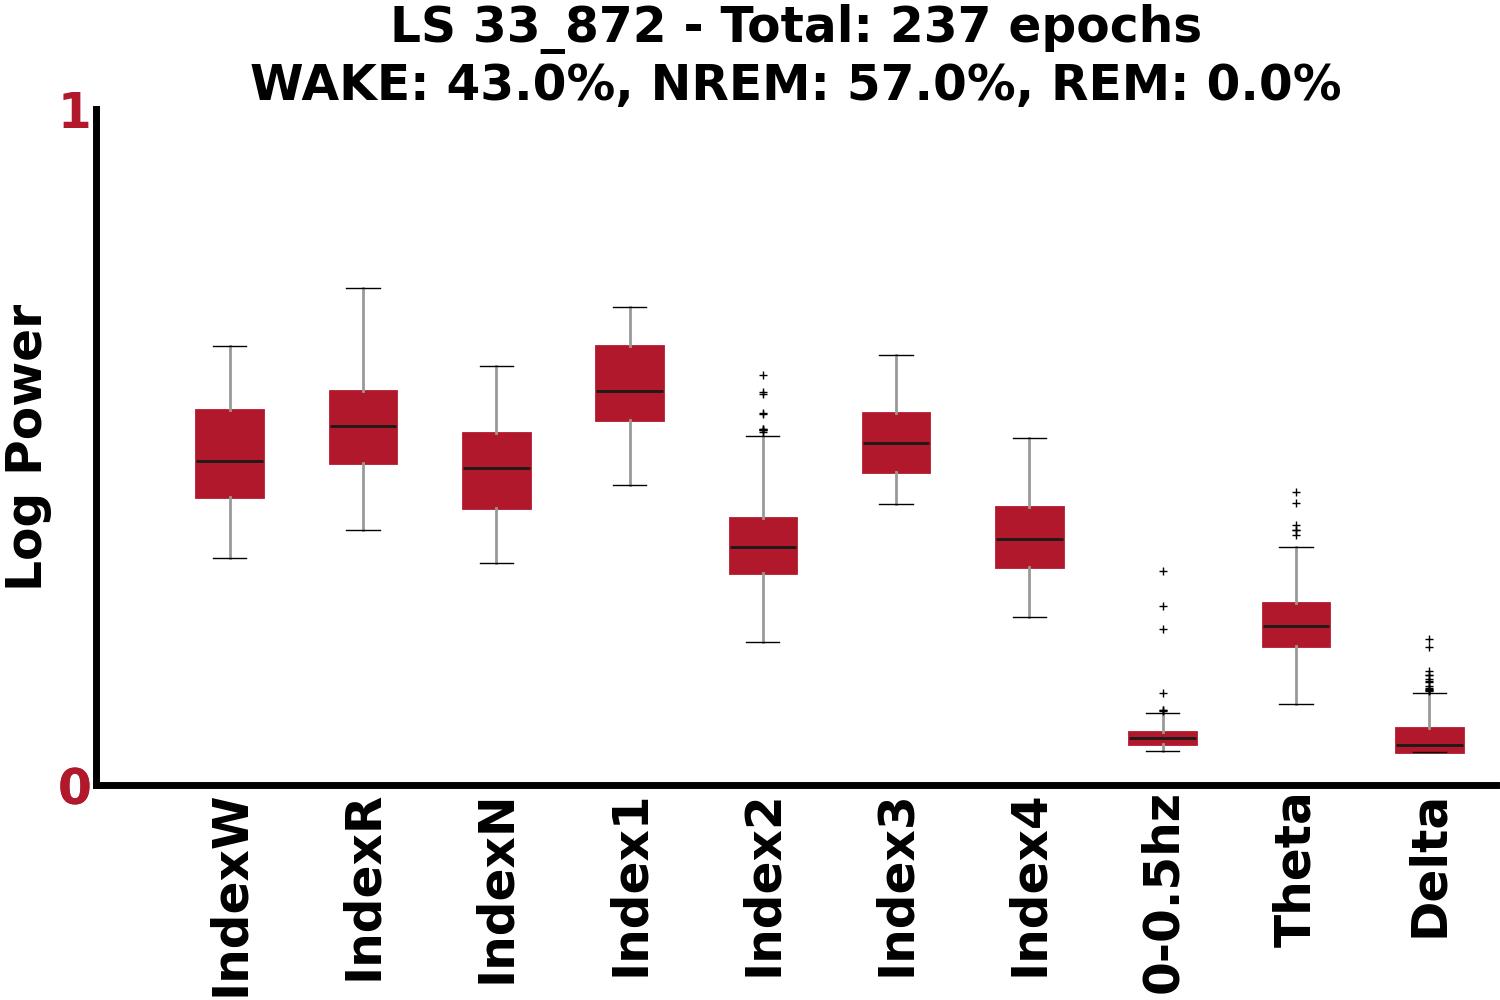 LS 33_872 - Total: 237 epochs
WAKE: 43.0%, NREM: 57.0%, REM: 0.0%
1
Log Power
0
IndexW
IndexR
IndexN
Index1
Index2
Index3
Index4
0-0.5hz
Theta
Delta